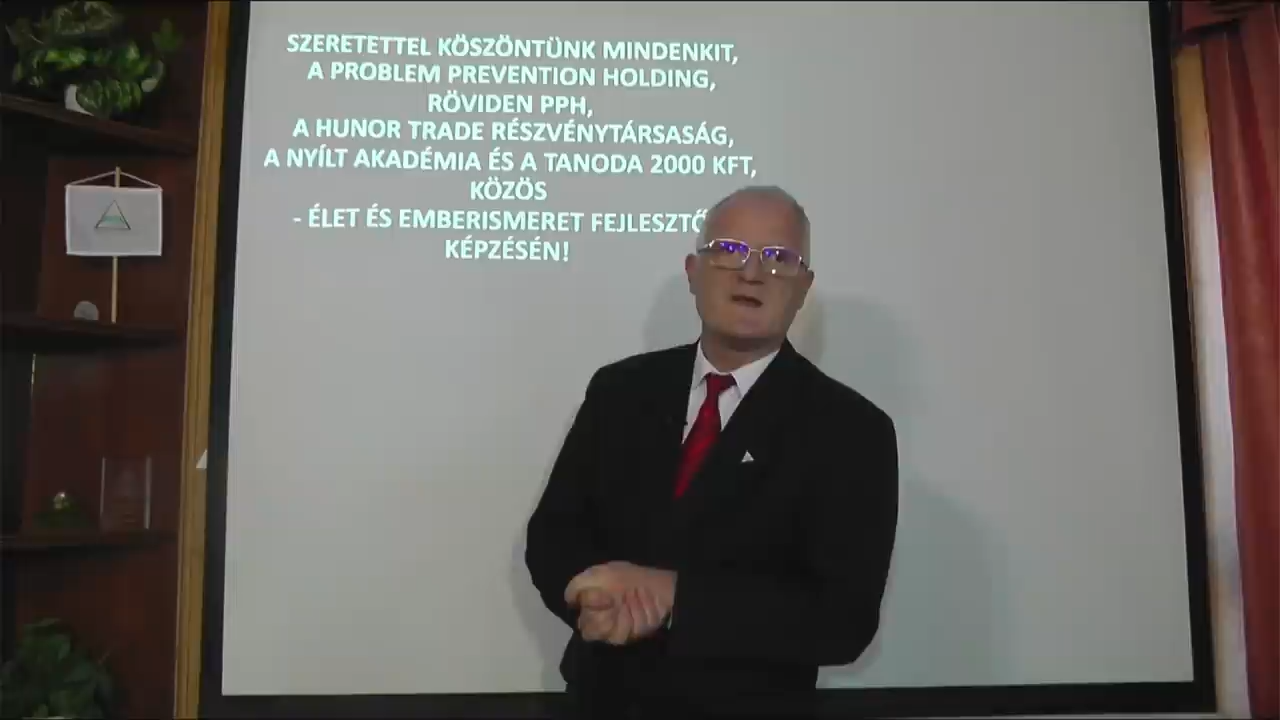 SZERETETTEL KÖSZÖNTÜNK MINDENKIT,
A PROBLEM PREVENTION HOLDING,
RÖVIDEN PPH,
A HUNOR TRADE RÉSZVÉNYTÁRSASÁG,
A NYÍLT AKADÉMIA ÉS A TANODA 2000 KFT,
KÖZÖS
- ÉLET ÉS EMBERISMERET FEJLESZTŐ
KÉPZÉSÉN!